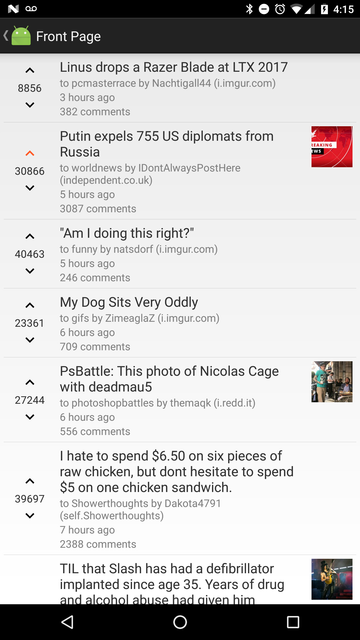 4:15
Front Page
Linus drops a Razer Blade at LTX 2017
to pcmasterrace by Nachtigall44 (i.imgur.com)
8856
3 hours ago
382 comments
Putin expels 755 US diplomats from
Russia
to worldnews by IDontAlwaysPostHere
(independent.co.uk)
30866
5 hours ago
3087 comments
REAKING
WS
"Am I doing this right?"
to funny by natsdorf (i.imgur.com)
40463
5 hours ago
246 comments
My Dog Sits Very Oddly
to gifs by ZimeaglaZ (i.imgur.com)
23361
6 hours ago
709 comments
PsBattle: This photo of Nicolas Cage
with deadmau5
to photoshopbattles by themaqk (i.redd.it)
27244
6 hours ago
556 comments
I hate to spend $6.50 on six pieces of
raw chicken, but dont hesitate to spend
$5 on one chicken sandwich.
to Showerthoughts by Dakota4791
(self.Showerthoughts)
39697
7 hours ago
2388 comments
TIL that Slash has had a defibrillator
implanted since age 35. Years of drug
and alcohol abuse had given him